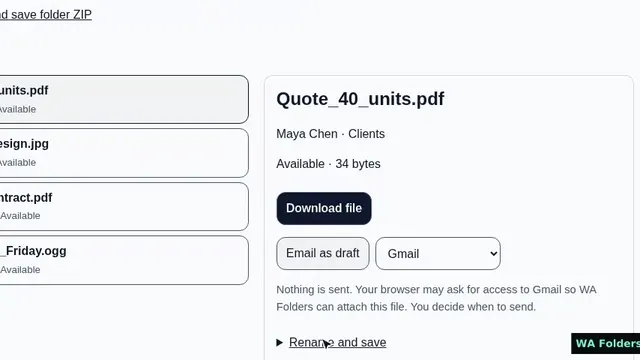 nd save folder ZIP
units.pdf
Available
esign.jpg
Available
ntract.pdf
Available
_Friday.ogg
Available
Quote_40_units.pdf
Maya Chen · Clients
Available · 34 bytes
Download file
Email as draft
Gmail
Nothing is sent. Your browser may ask for access to Gmail so WA
Folders can attach this file. You decide when to send.
Rename and save
WA Folders